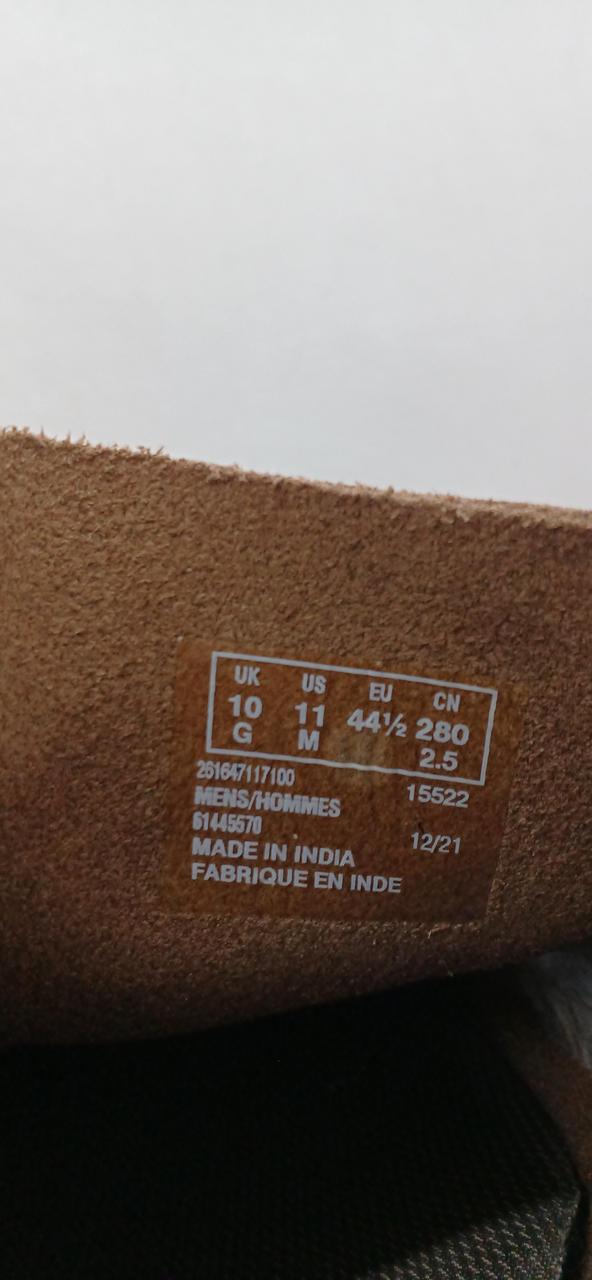 UK US EU CN
10 11 44½ 280
G M 2.5
261647117100 15522
MENS/HOMMES
61445570 12/21
MADE IN INDIA
FABRIQUE EN INDE